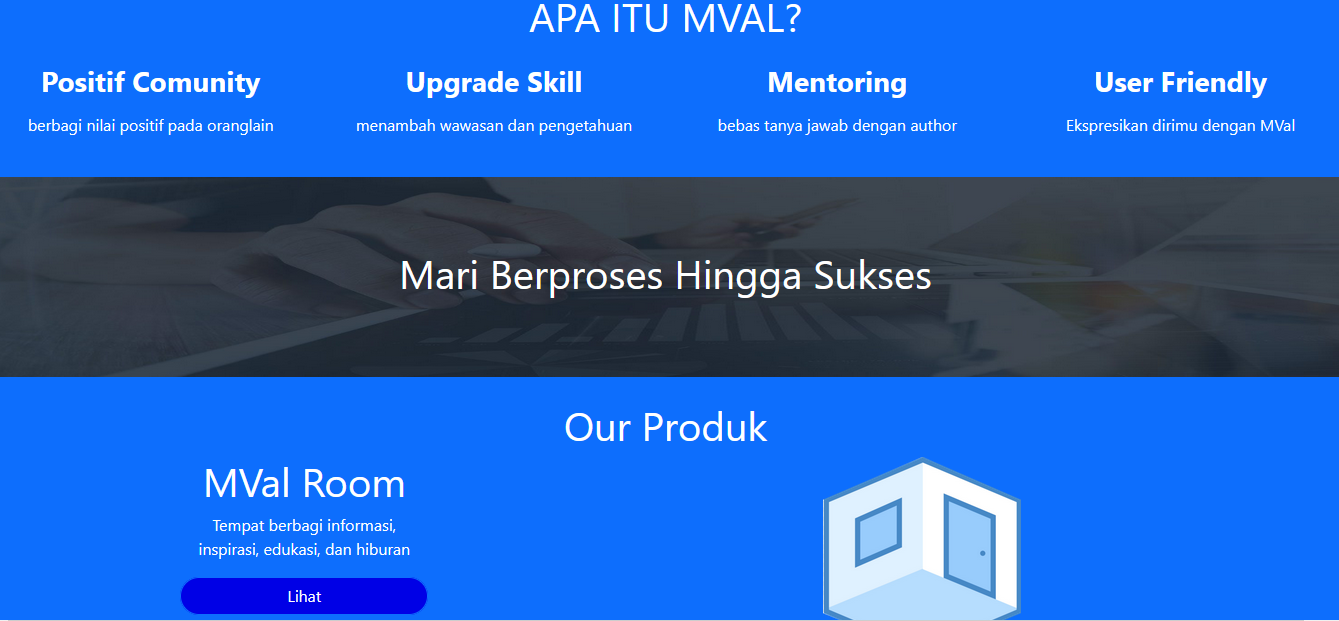 APA ITU MVAL?
Positif Comunity
Upgrade Skill
Mentoring
User Friendly
berbagi nilai positif pada oranglain
menambah wawasan dan pengetahuan
bebas tanya jawab dengan author
Ekspresikan dirimu dengan MVal
Mari Berproses Hingga Sukses
Our Produk
MVal Room
Tempat berbagi informasi,
inspirasi, edukasi, dan hiburan
Lihat